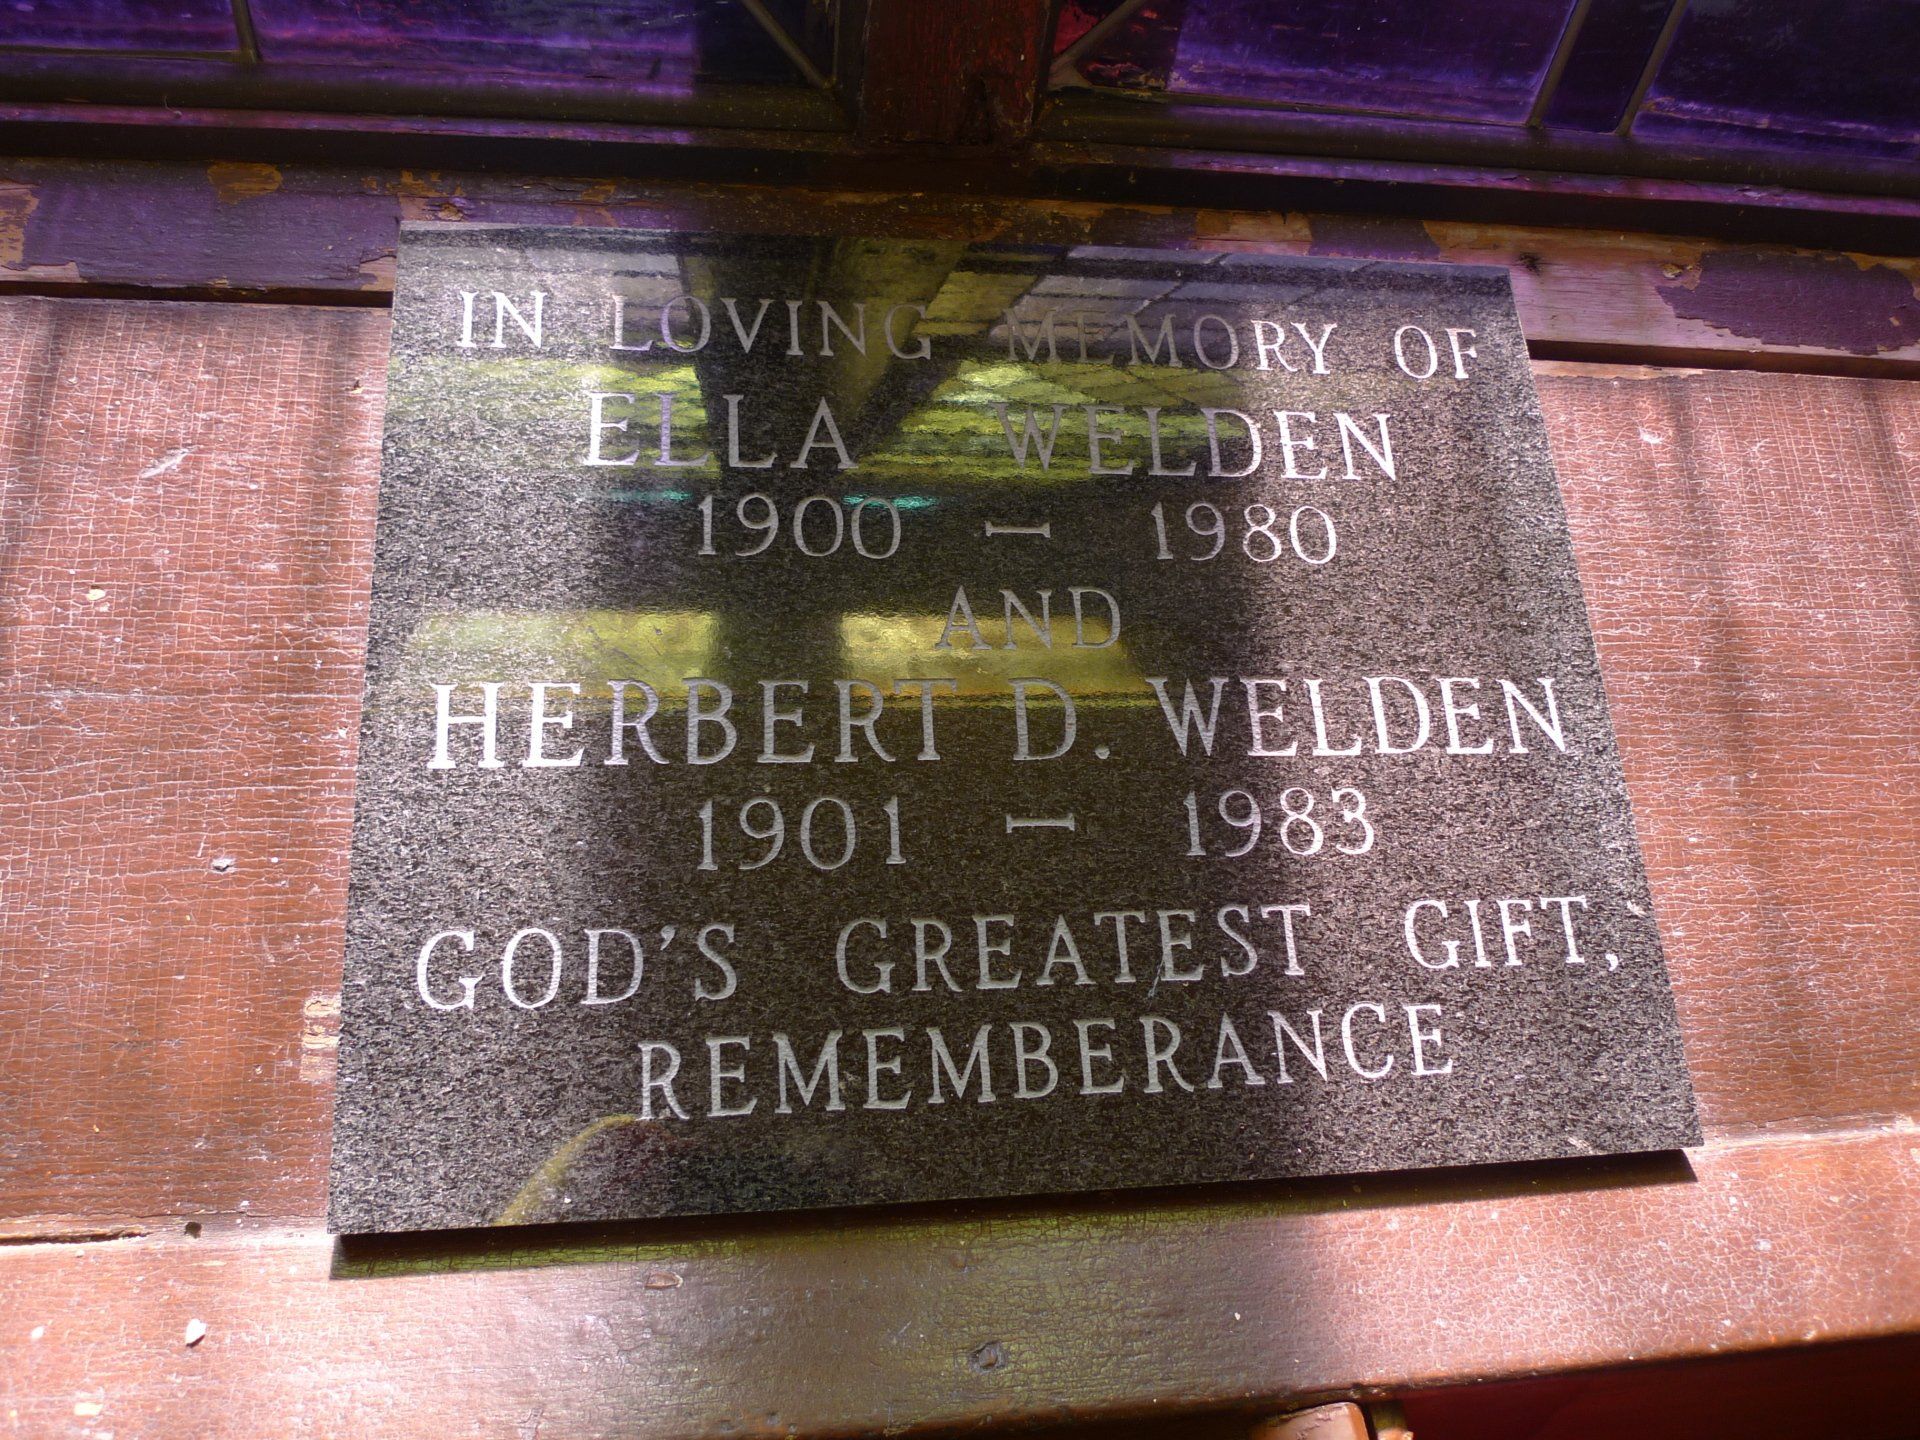 IN LOVING MEMORY OF
ELLA WELDEN
1900 – 1980
AND
HERBERT D. WELDEN
1901 – 1983
GOD'S GREATEST GIFT,
REMEMBERANCE